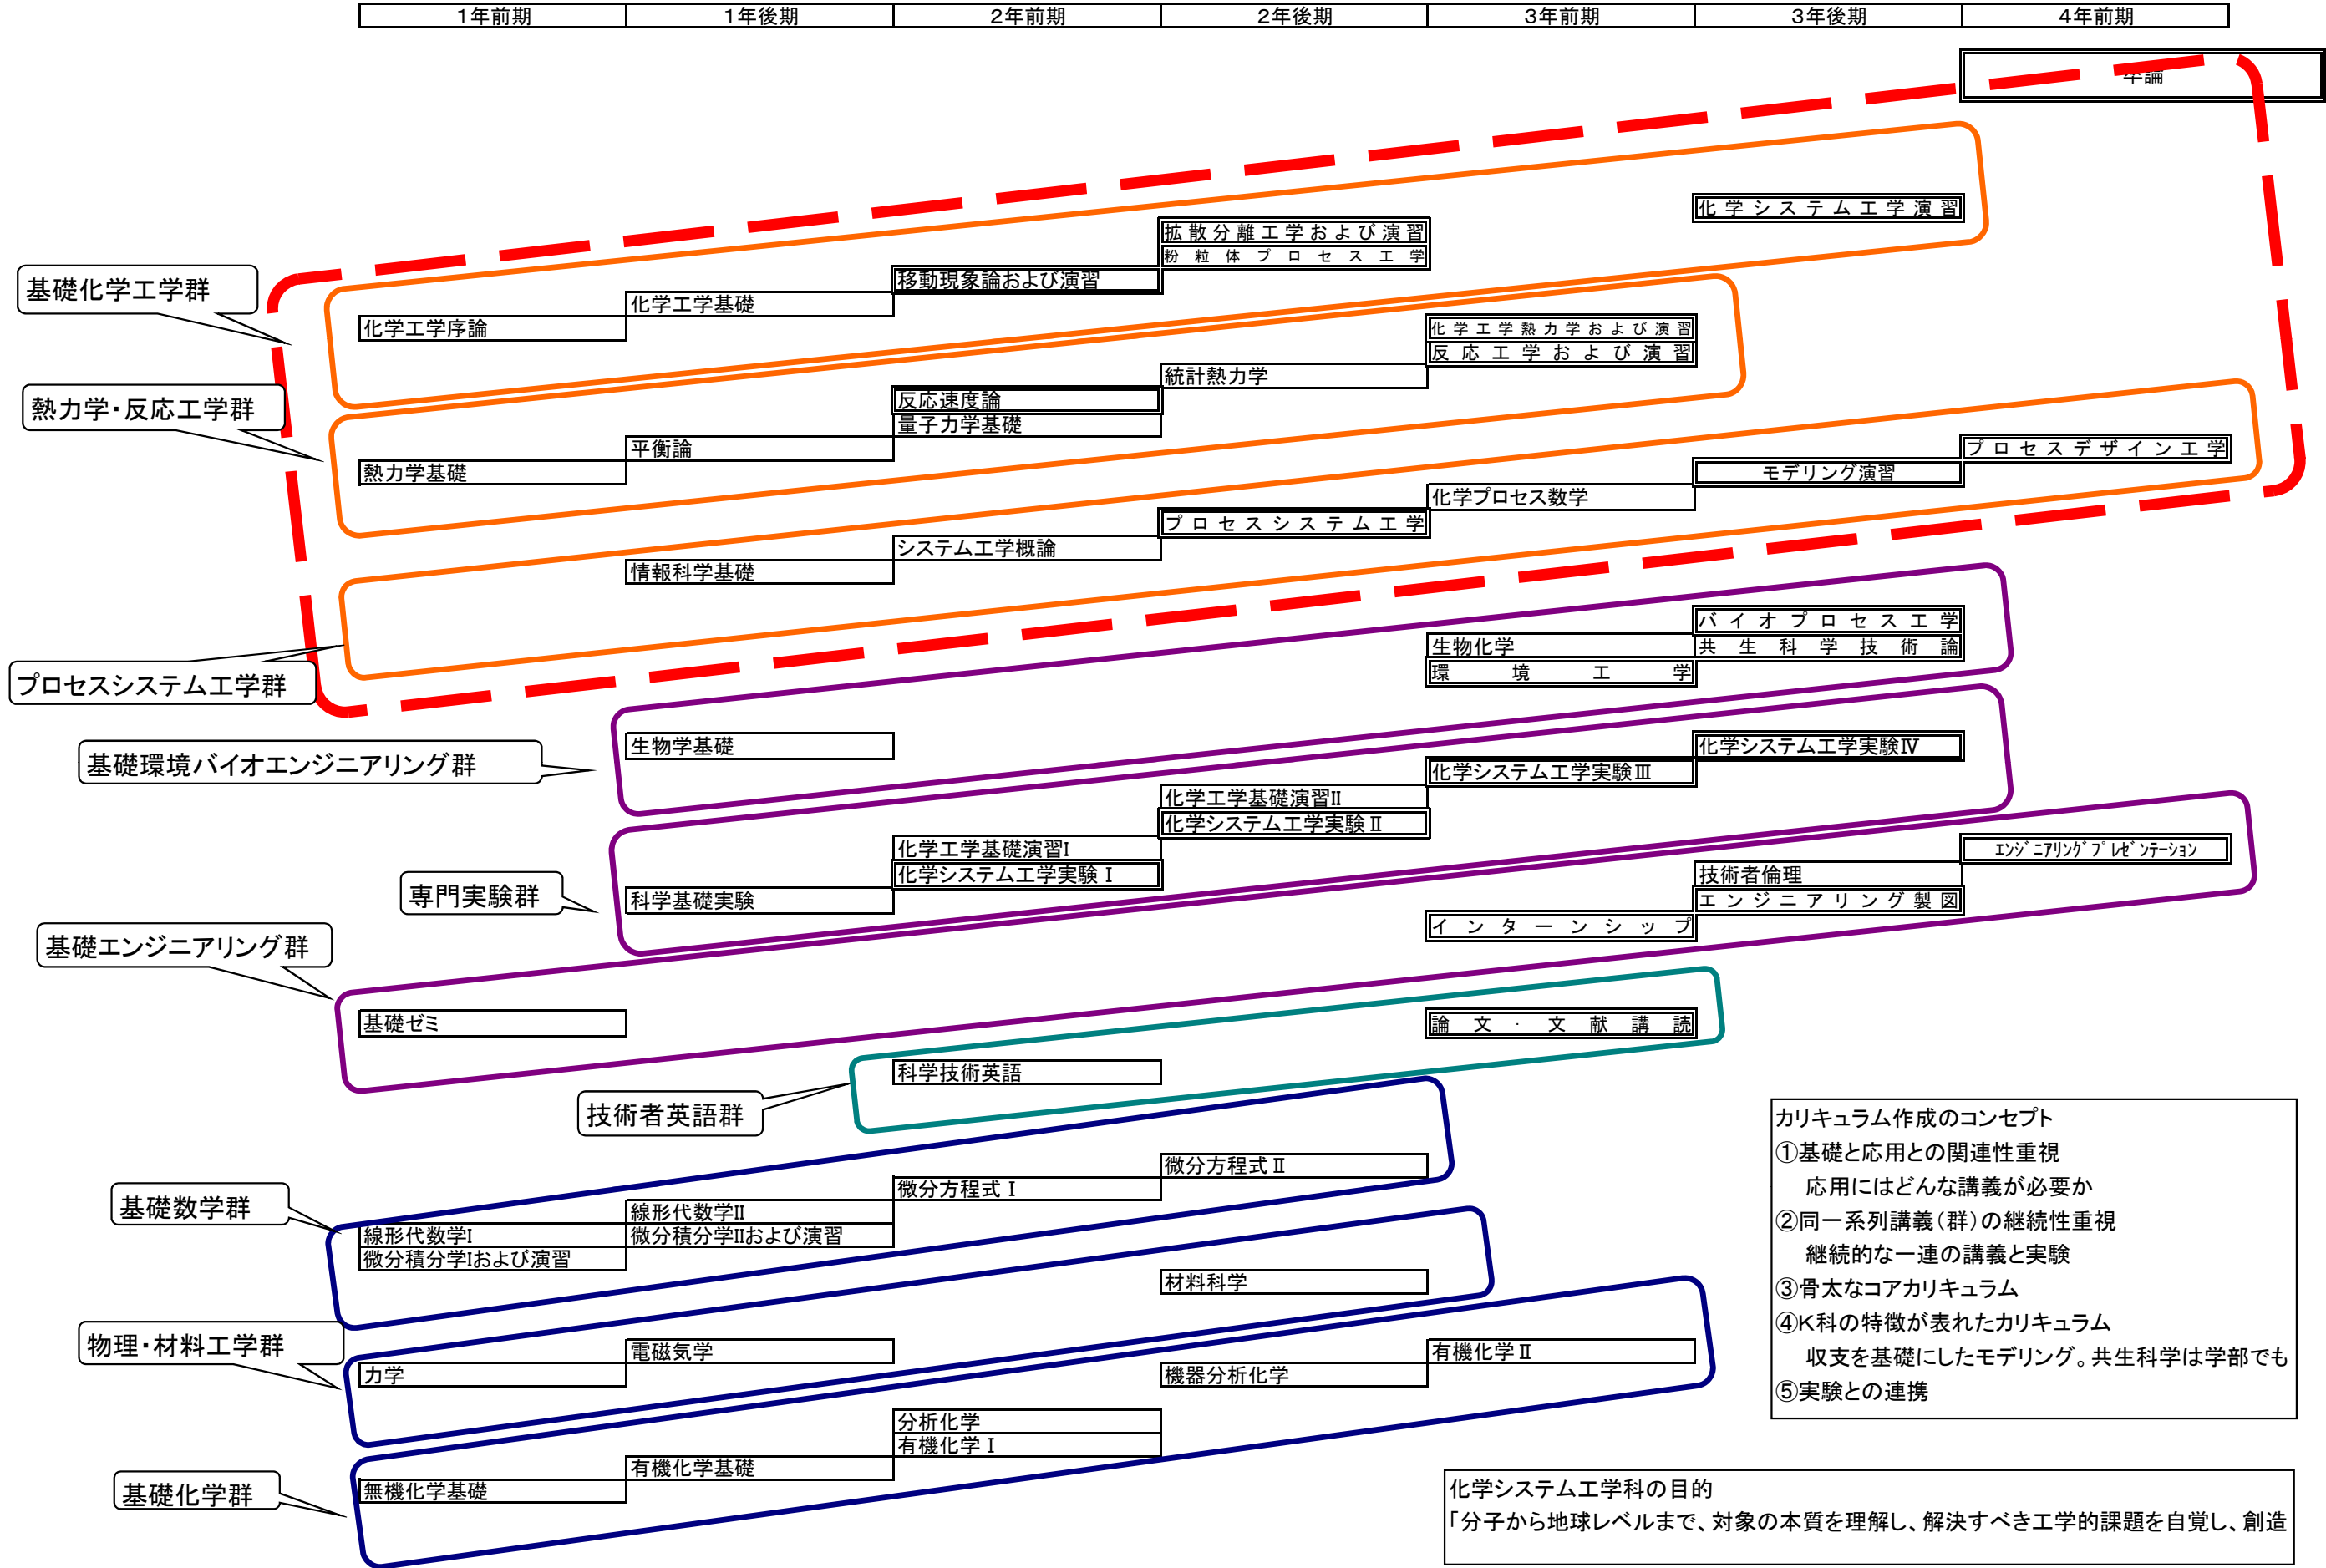 1年前期 1年後期 2年前期 2年後期 3年前期 3年後期 4年前期
卒論
化学システム工学演習
拡散分離工学および演習
粉粒体プロセス工学
移動現象論および演習
化学工学基礎
化学工学序論
基礎化学工学群
化学工学熱力学および演習
反応工学および演習
統計熱力学
反応速度論
量子力学基礎
平衡論
熱力学基礎
熱力学・反応工学群
プロセスデザイン工学
モデリング演習
化学プロセス数学
プロセスシステム工学
システム工学概論
情報科学基礎
プロセスシステム工学群
バイオプロセス工学
生物化学
共生科学技術論
環境工学
生物学基礎
基礎環境バイオエンジニアリング群
化学システム工学実験Ⅳ
化学システム工学実験Ⅲ
化学工学基礎演習II
化学システム工学実験Ⅱ
化学工学基礎演習I
化学システム工学実験Ⅰ
科学基礎実験
専門実験群
エンジニアリングプレゼンテーション
技術者倫理
エンジニアリング製図
インターンシップ
基礎エンジニアリング群
基礎ゼミ
論文・文献講読
科学技術英語
技術者英語群
微分方程式Ⅱ
微分方程式Ⅰ
線形代数学II
線形代数学I
微分積分学IIおよび演習
微分積分学Iおよび演習
基礎数学群
材料科学
電磁気学
力学
物理・材料工学群
有機化学Ⅱ
機器分析化学
分析化学
有機化学Ⅰ
有機化学基礎
無機化学基礎
基礎化学群
カリキュラム作成のコンセプト
①基礎と応用との関連性重視
応用にはどんな講義が必要か
②同一系列講義(群)の継続性重視
継続的な一連の講義と実験
③骨太なコアカリキュラム
④K科の特徴が表れたカリキュラム
収支を基礎にしたモデリング。共生科学は学部でも
⑤実験との連携
化学システム工学科の目的
「分子から地球レベルまで、対象の本質を理解し、解決すべき工学的課題を自覚し、創造